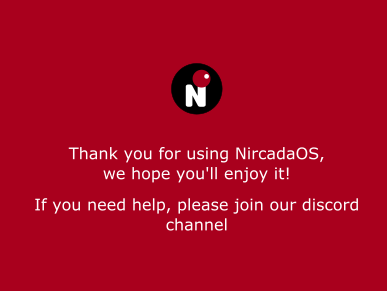 N
Thank you for using NircadaOS,
we hope you'll enjoy it!
If you need help, please join our discord
channel